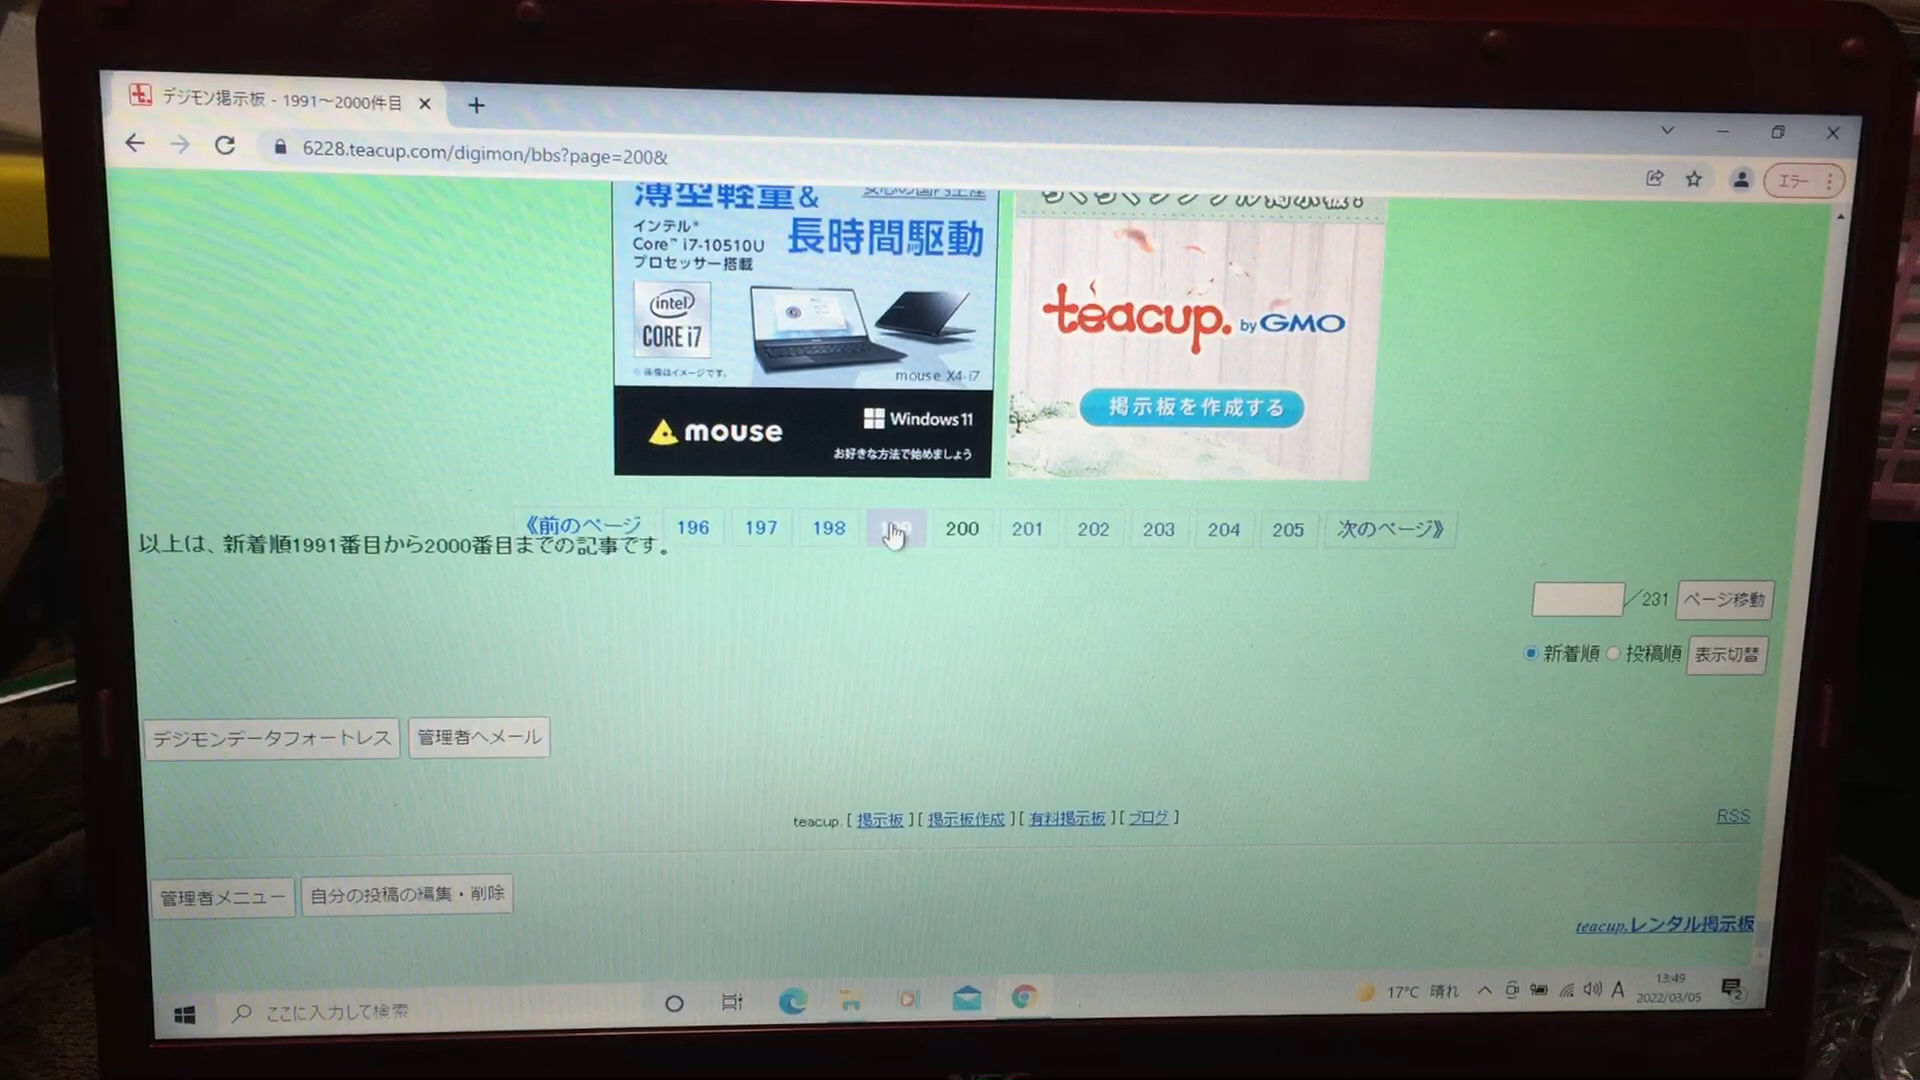 デジモン掲示板 - 1991～2000件目
6228.teacup.com/digimon/bbs?page=200&
エラー
薄型軽量&
インテル®
Core™ i7-10510U
プロセッサー搭載
長時間駆動
intel
CORE i7
※画像はイメージです。
mouse X4-i7
mouse
Windows 11
お好きな方法で始めましょう
teacup. by GMO
掲示板を作成する
《前のページ 196 197 198 200 201 202 203 204 205 次のページ》
以上は、新着順1991番目から2000番目までの記事です。
／231 ページ移動
新着順 投稿順 表示切替
デジモンデータフォートレス 管理者へメール
teacup.[ 掲示板 ][ 掲示板作成 ][ 有料掲示板 ][ ブログ ]
RSS
管理者メニュー 自分の投稿の編集・削除
teacup.レンタル掲示板
ここに入力して検索
17°C 晴れ
A
13:49
2022/03/05
2